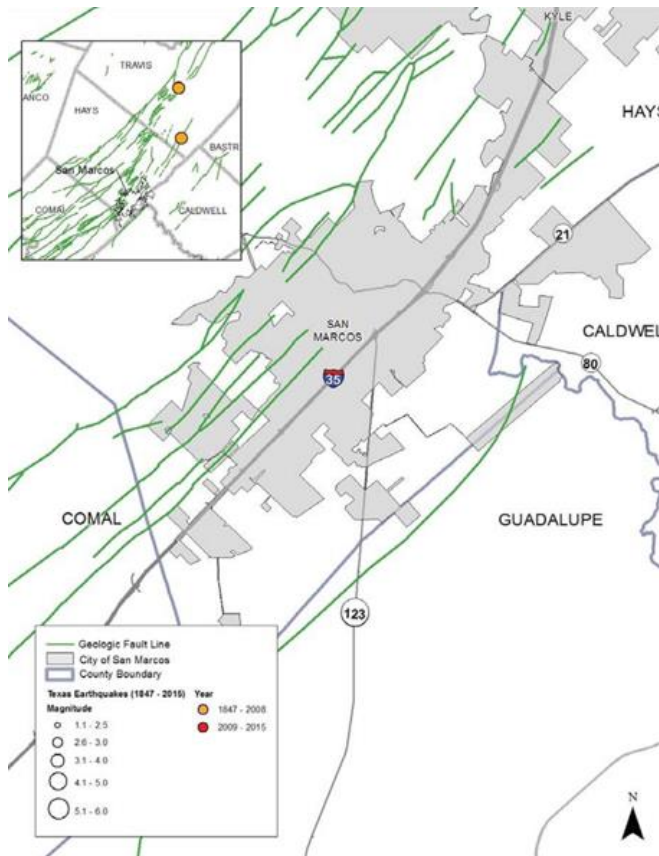 KYLE
TRAVIS
ANCO
HAYS
HAYS
BASTR
San Marcos
COMAL
CALDWELL
21
SAN
MARCOS
CALDWEL
35
80
COMAL
GUADALUPE
123
Geologic Fault Line
City of San Marcos
County Boundary
Texas Earthquakes (1847 - 2015) Year
Magnitude
1847 - 2008
1.1 - 2.5
2009 - 2015
2.6 - 3.0
3.1 - 4.0
4.1 - 5.0
5.1 - 6.0
N